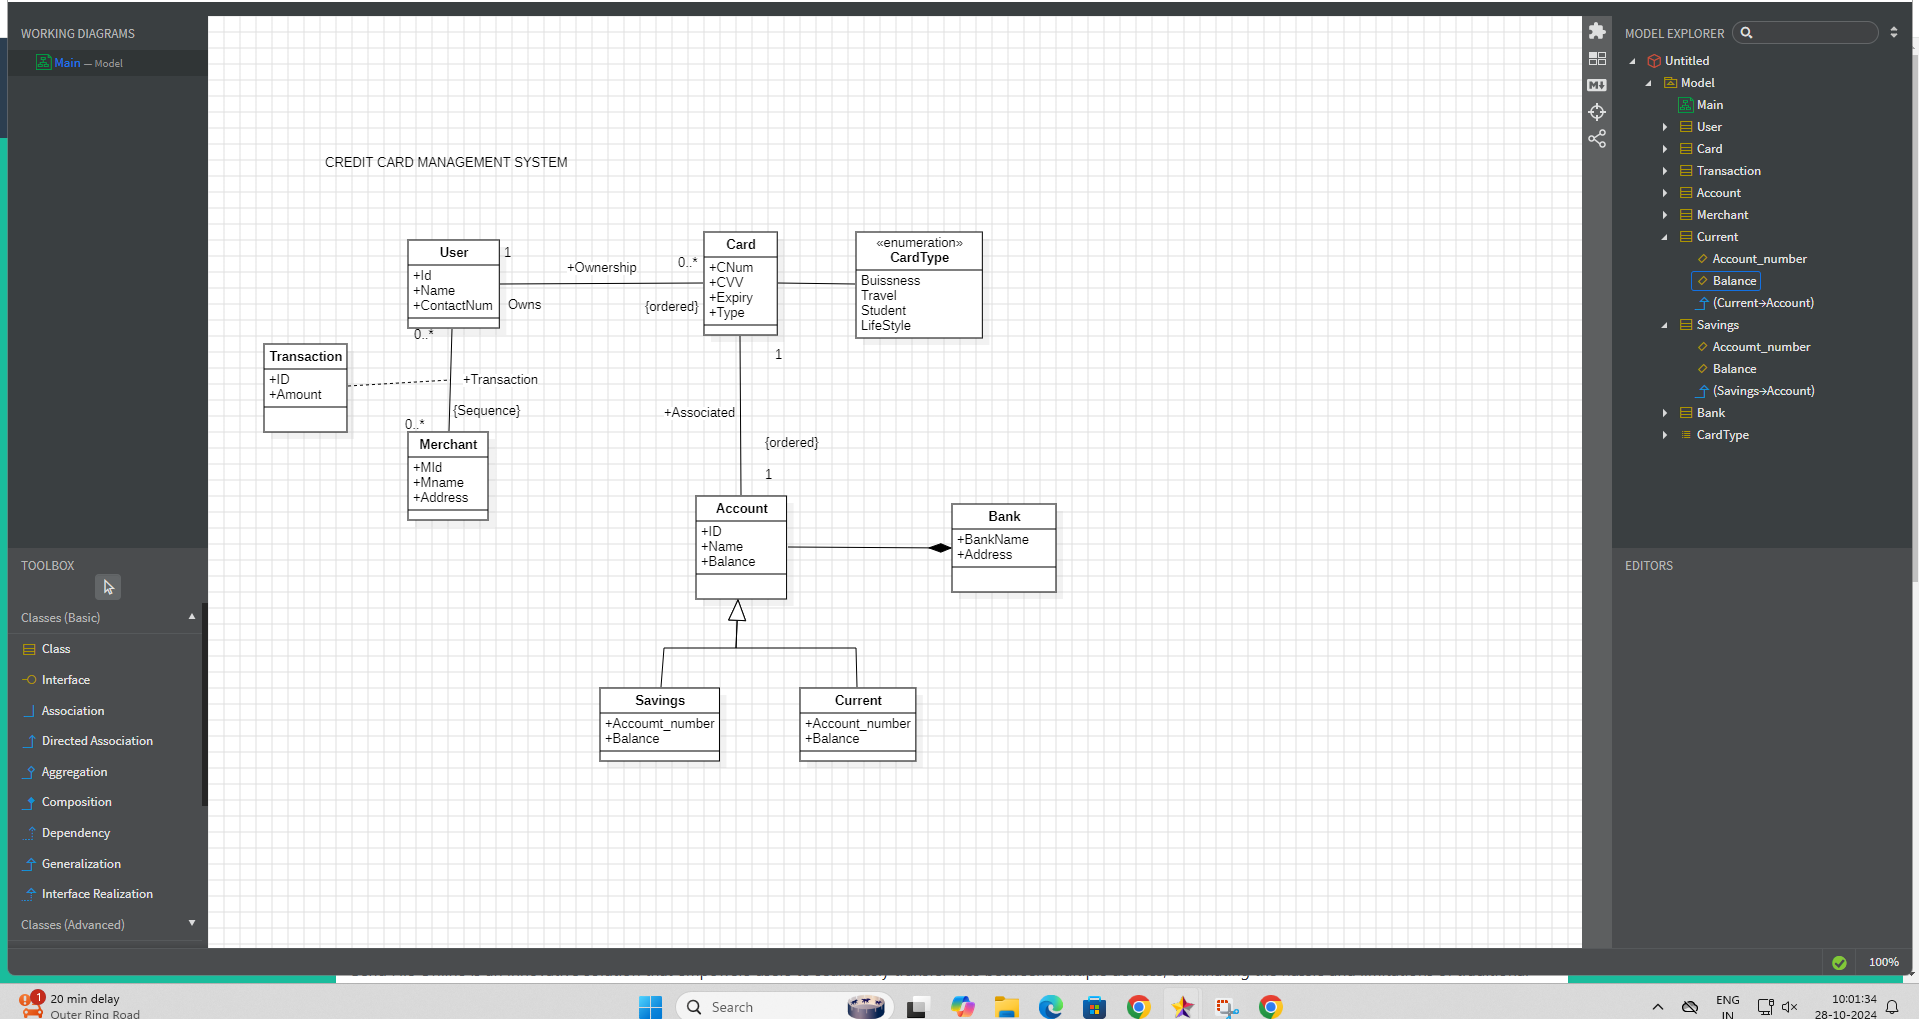 WORKING DIAGRAMS
Main — Model
TOOLBOX
Classes (Basic)
Class
Interface
Association
Directed Association
Aggregation
Composition
Dependency
Generalization
Interface Realization
Classes (Advanced)
CREDIT CARD MANAGEMENT SYSTEM
User
+Id
+Name
+ContactNum
1
+Ownership
0..*
Owns
{ordered}
Card
+CNum
+CVV
+Expiry
+Type
«enumeration»
CardType
Buissness
Travel
Student
LifeStyle
0..*
Transaction
+ID
+Amount
+Transaction
{Sequence}
0..*
Merchant
+MId
+Mname
+Address
1
+Associated
{ordered}
1
Account
+ID
+Name
+Balance
Bank
+BankName
+Address
Savings
+Accoumt_number
+Balance
Current
+Account_number
+Balance
MODEL EXPLORER
Untitled
Model
Main
User
Card
Transaction
Account
Merchant
Current
Account_number
Balance
(Current→Account)
Savings
Accoumt_number
Balance
(Savings→Account)
Bank
CardType
EDITORS
M
100%
1
20 min delay
Outer Ring Road
Search
ENG
IN
10:01:34
28-10-2024